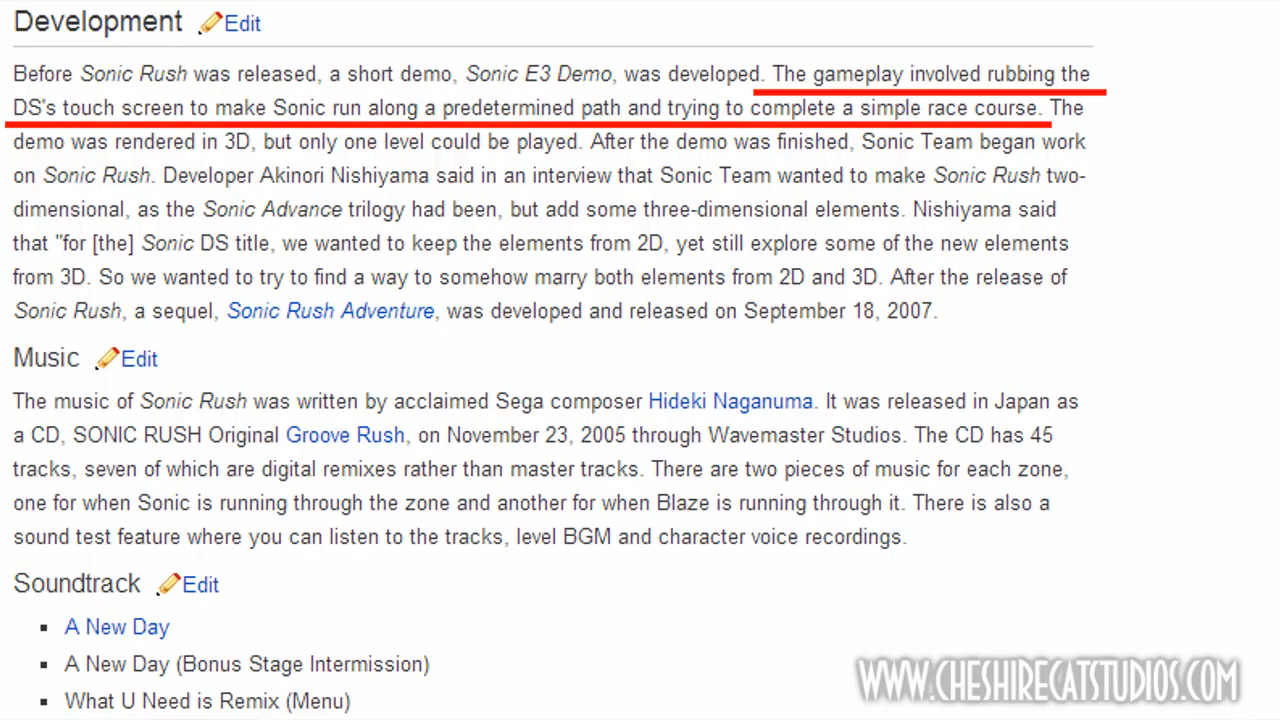 Development Edit
Before Sonic Rush was released, a short demo, Sonic E3 Demo, was developed. The gameplay involved rubbing the
DS's touch screen to make Sonic run along a predetermined path and trying to complete a simple race course. The
demo was rendered in 3D, but only one level could be played. After the demo was finished, Sonic Team began work
on Sonic Rush. Developer Akinori Nishiyama said in an interview that Sonic Team wanted to make Sonic Rush two-
dimensional, as the Sonic Advance trilogy had been, but add some three-dimensional elements. Nishiyama said
that "for [the] Sonic DS title, we wanted to keep the elements from 2D, yet still explore some of the new elements
from 3D. So we wanted to try to find a way to somehow marry both elements from 2D and 3D. After the release of
Sonic Rush, a sequel, Sonic Rush Adventure, was developed and released on September 18, 2007.
Music Edit
The music of Sonic Rush was written by acclaimed Sega composer Hideki Naganuma. It was released in Japan as
a CD, SONIC RUSH Original Groove Rush, on November 23, 2005 through Wavemaster Studios. The CD has 45
tracks, seven of which are digital remixes rather than master tracks. There are two pieces of music for each zone,
one for when Sonic is running through the zone and another for when Blaze is running through it. There is also a
sound test feature where you can listen to the tracks, level BGM and character voice recordings.
Soundtrack Edit
A New Day
A New Day (Bonus Stage Intermission)
What U Need is Remix (Menu)
WWW.CHESHIRECATSTUDIOS.COM